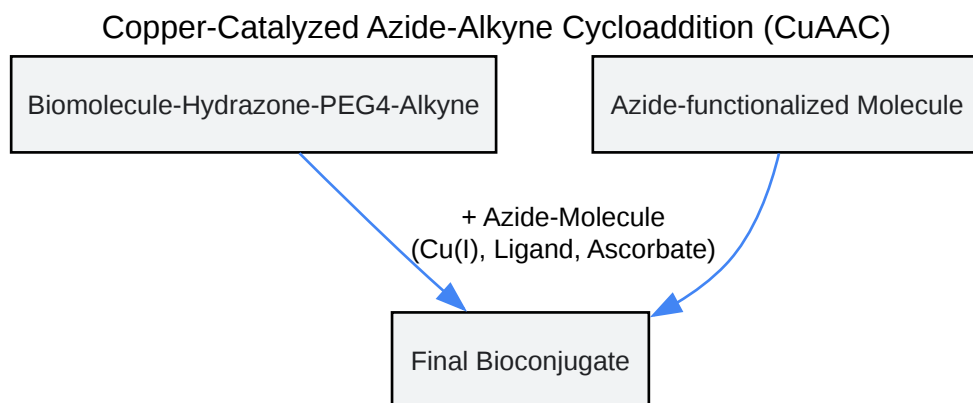 Copper-Catalyzed Azide-Alkyne Cycloaddition (CuAAC)
Biomolecule-Hydrazone-PEG4-Alkyne
Azide-functionalized Molecule
+ Azide-Molecule
(Cu(I), Ligand, Ascorbate)
Final Bioconjugate